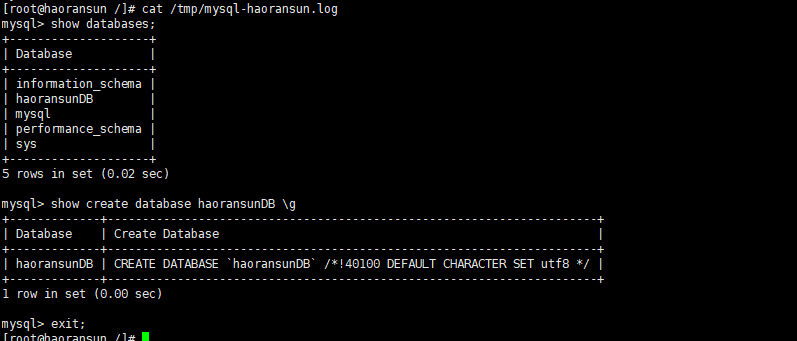 [root@haoransun /]# cat /tmp/mysql-haoransun.log
mysql> show databases;
+--------------------+
| Database           |
+--------------------+
| information_schema |
| haoransunDB        |
| mysql              |
| performance_schema |
| sys                |
+--------------------+
5 rows in set (0.02 sec)
mysql> show create database haoransunDB \g
+-------------+--------------------------------------------------------------------+
| Database    | Create Database                                                    |
+-------------+--------------------------------------------------------------------+
| haoransunDB | CREATE DATABASE `haoransunDB` /*!40100 DEFAULT CHARACTER SET utf8 */ |
+-------------+--------------------------------------------------------------------+
1 row in set (0.00 sec)
mysql> exit;
[root@haoransun /]#